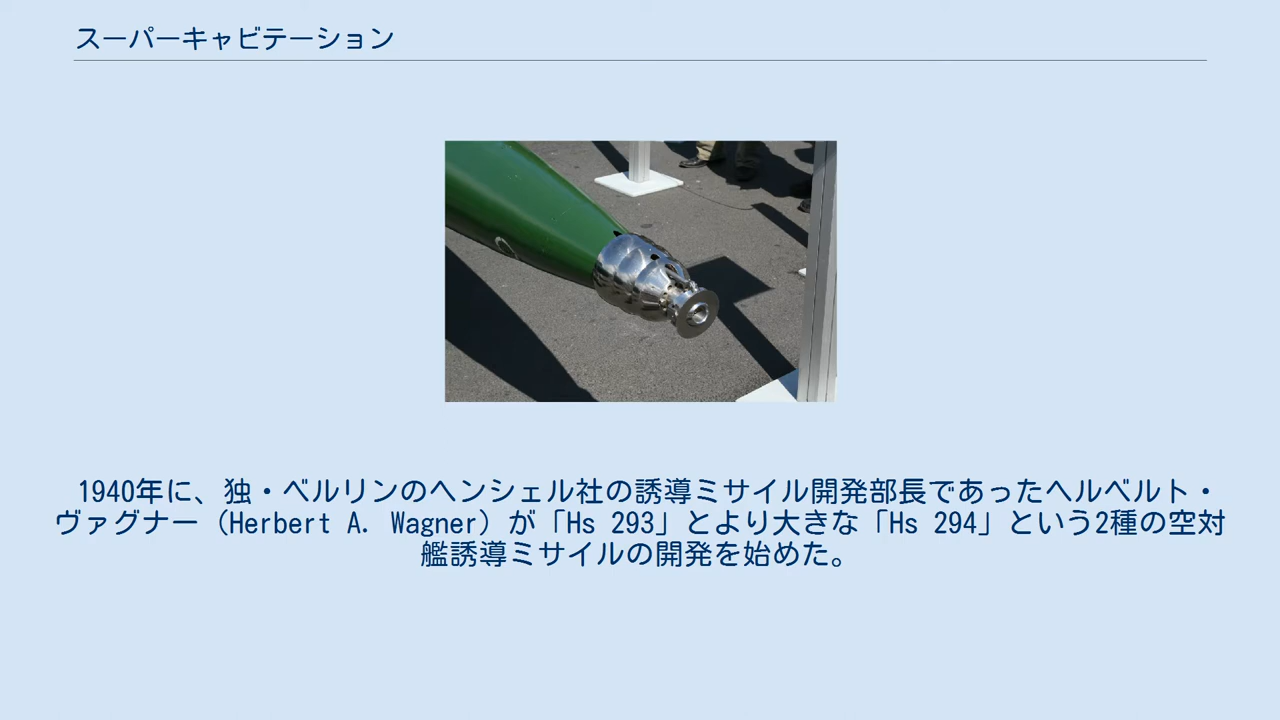 スーパーキャビテーション
1940年に、独・ベルリンのヘンシェル社の誘導ミサイル開発部長であったヘルベルト・
ヴァグナー（Herbert A. Wagner）が「Hs 293」とより大きな「Hs 294」という2種の空対
艦誘導ミサイルの開発を始めた。